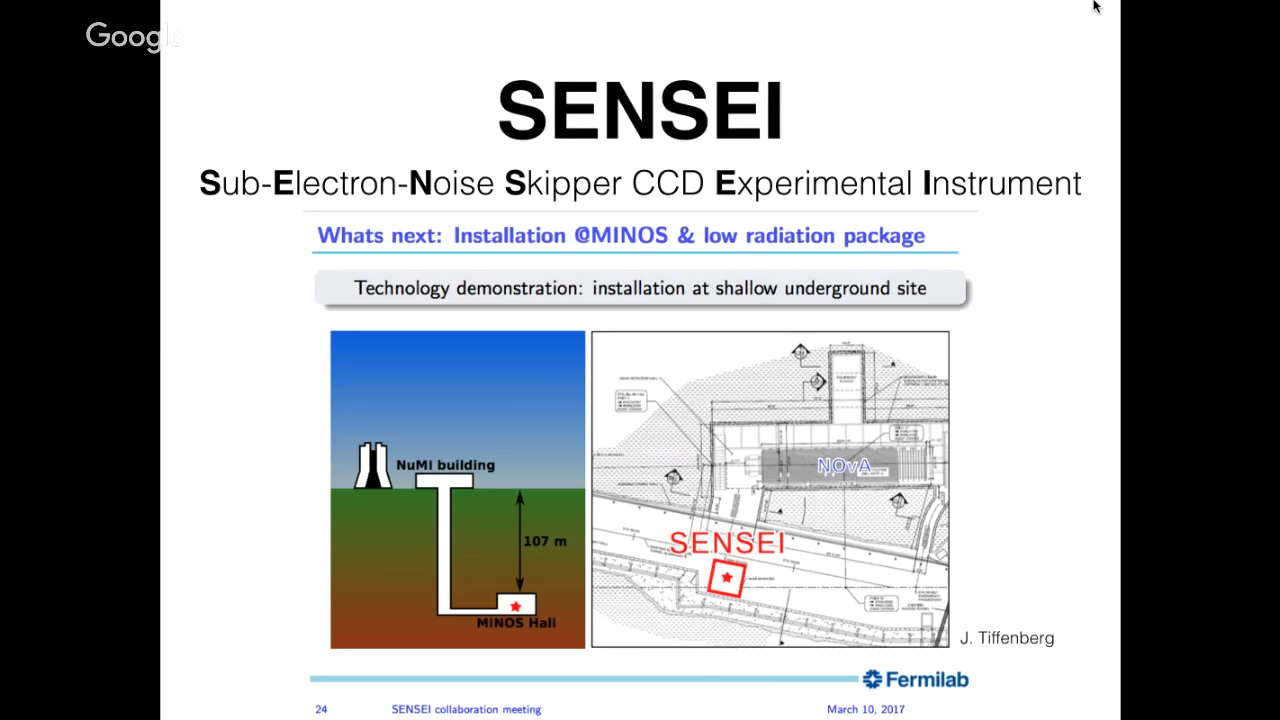 Google
SENSEI
Sub-Electron-Noise Skipper CCD Experimental Instrument
Whats next: Installation @MINOS & low radiation package
Technology demonstration: installation at shallow underground site
NuMI building
107 m
MINOS Hall
NOvA
SENSEI
J. Tiffenberg
Fermilab
24 SENSEI collaboration meeting March 10, 2017